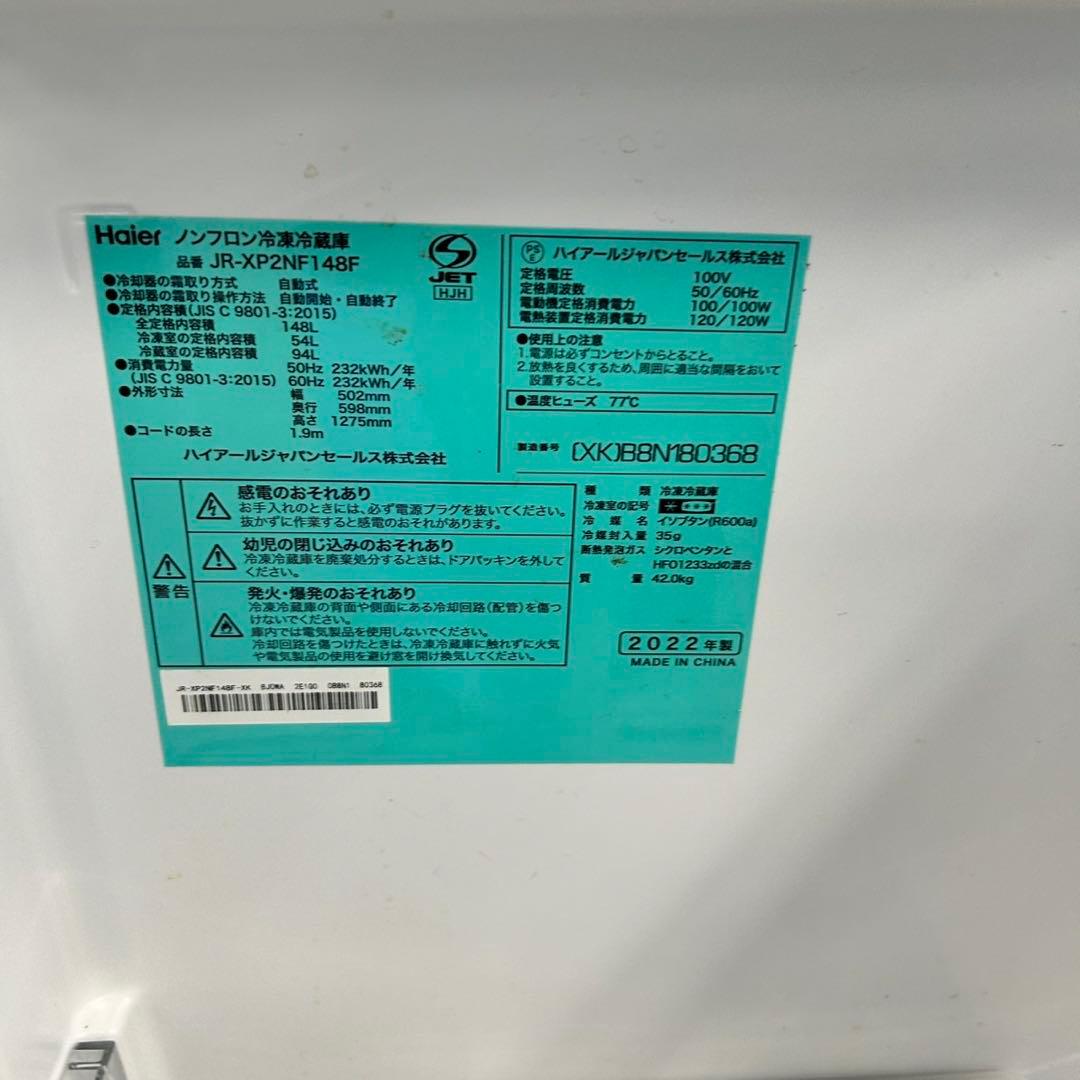 Haier ノンフロン冷凍冷蔵庫
品番 JR-XP2NF148F
●冷却器の霜取り方式 自動式
●冷却器の霜取り操作方法 自動開始・自動終了
●定格内容積(JIS C 9801-3:2015)
全定格内容積 148L
冷凍室の定格内容積 54L
冷蔵室の定格内容積 94L
●消費電力量 50Hz 232kWh/年
(JIS C 9801-3:2015) 60Hz 232kWh/年
●外形寸法 幅 502mm
奥行 598mm
高さ 1275mm
●コードの長さ 1.9m
ハイアールジャパンセールス株式会社
JET
HJH
PS
E ハイアールジャパンセールス株式会社
定格電圧 100V
定格周波数 50/60Hz
電動機定格消費電力 100/100W
電熱装置定格消費電力 120/120W
●使用上の注意
1.電源は必ずコンセントからとること。
2.放熱を良くするため、周囲に適当な間隔をおいて
設置すること。
●温度ヒューズ 77℃
製造番号 (XK)B8N180368
警告
感電のおそれあり
お手入れのときには、必ず電源プラグを抜いてください。
抜かずに作業すると感電のおそれがあります。
幼児の閉じ込みのおそれあり
冷凍冷蔵庫を廃棄処分するときは、ドアパッキンを外して
ください。
発火・爆発のおそれあり
冷凍冷蔵庫の背面や側面にある冷却回路(配管)を傷つ
けないでください。
庫内では電気製品を使用しないでください。
冷却回路を傷つけたときは、冷凍冷蔵庫に触れずに火気
や電気製品の使用を避け窓を開け換気してください。
種類 冷凍冷蔵庫
冷凍室の記号
冷媒名 イソブタン(R600a)
冷媒封入量 35g
断熱発泡ガス シクロペンタンと
HFO1233zdの混合
質量 42.0kg
2022年製
MADE IN CHINA
JR-XP2NF148F-XK BJ0WA 2E1G0 0B8N1 80368